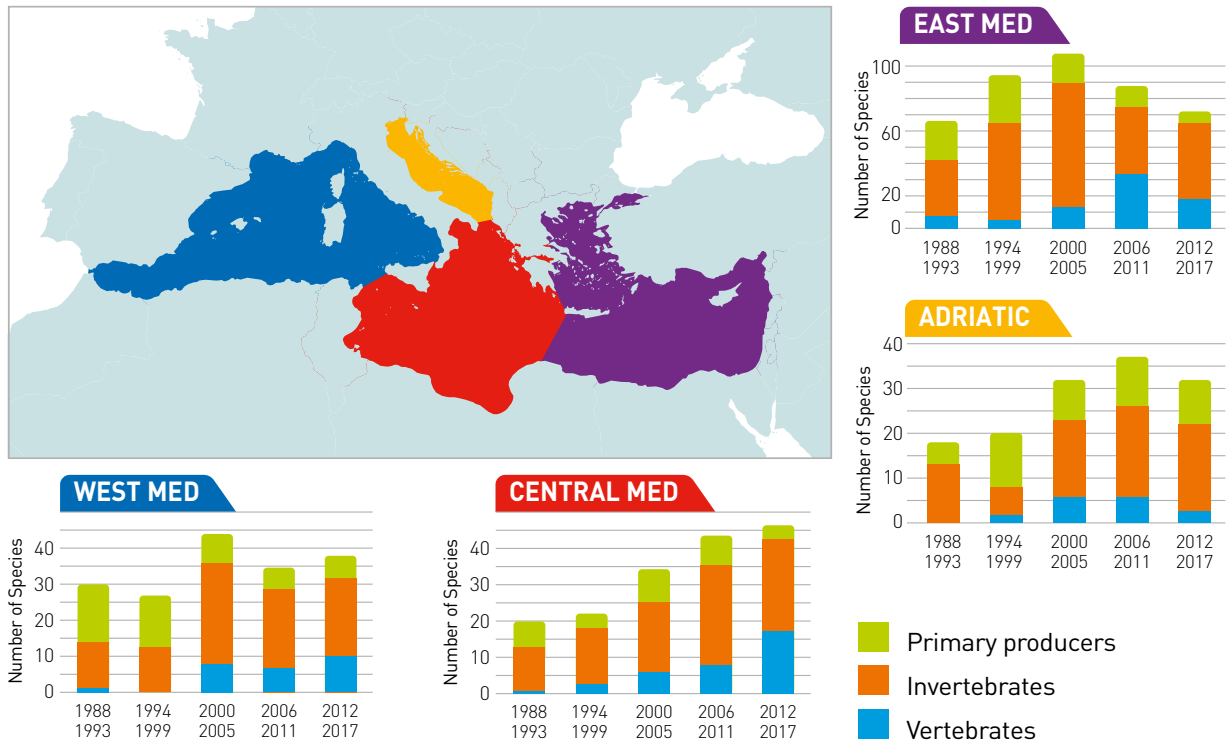 EAST MED
Number of Species
100
60
20
0
1988 1994 2000 2006 2012
1993 1999 2005 2011 2017
ADRIATIC
Number of Species
40
30
20
10
0
1988 1994 2000 2006 2012
1993 1999 2005 2011 2017
WEST MED
Number of Species
40
30
20
10
0
1988 1994 2000 2006 2012
1993 1999 2005 2011 2017
CENTRAL MED
Number of Species
40
30
20
10
0
1988 1994 2000 2006 2012
1993 1999 2005 2011 2017
Primary producers
Invertebrates
Vertebrates